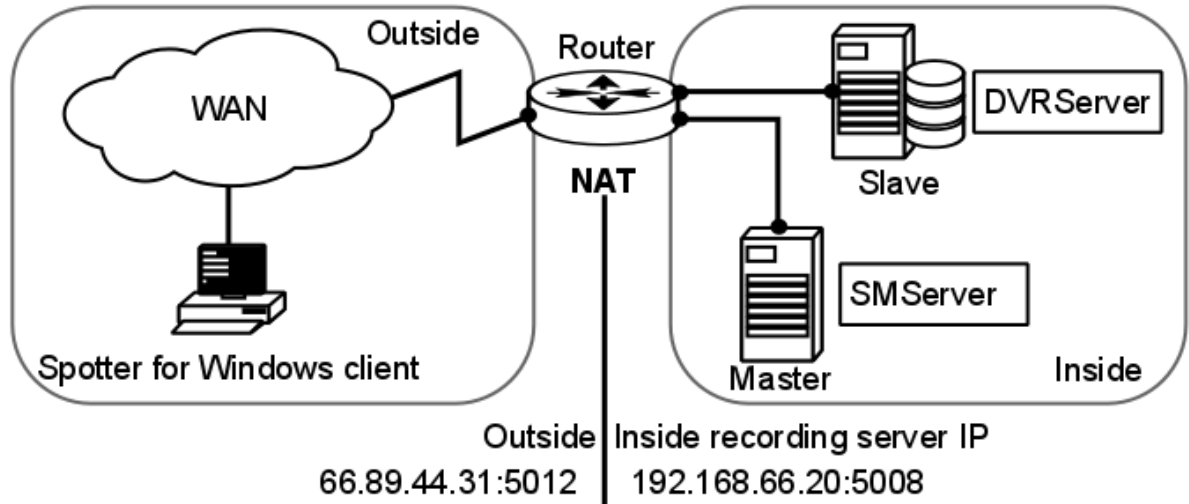 Outside
Router
WAN
DVRServer
NAT
Slave
SMServer
Spotter for Windows client
Master
Inside
Outside Inside recording server IP
66.89.44.31:5012 192.168.66.20:5008